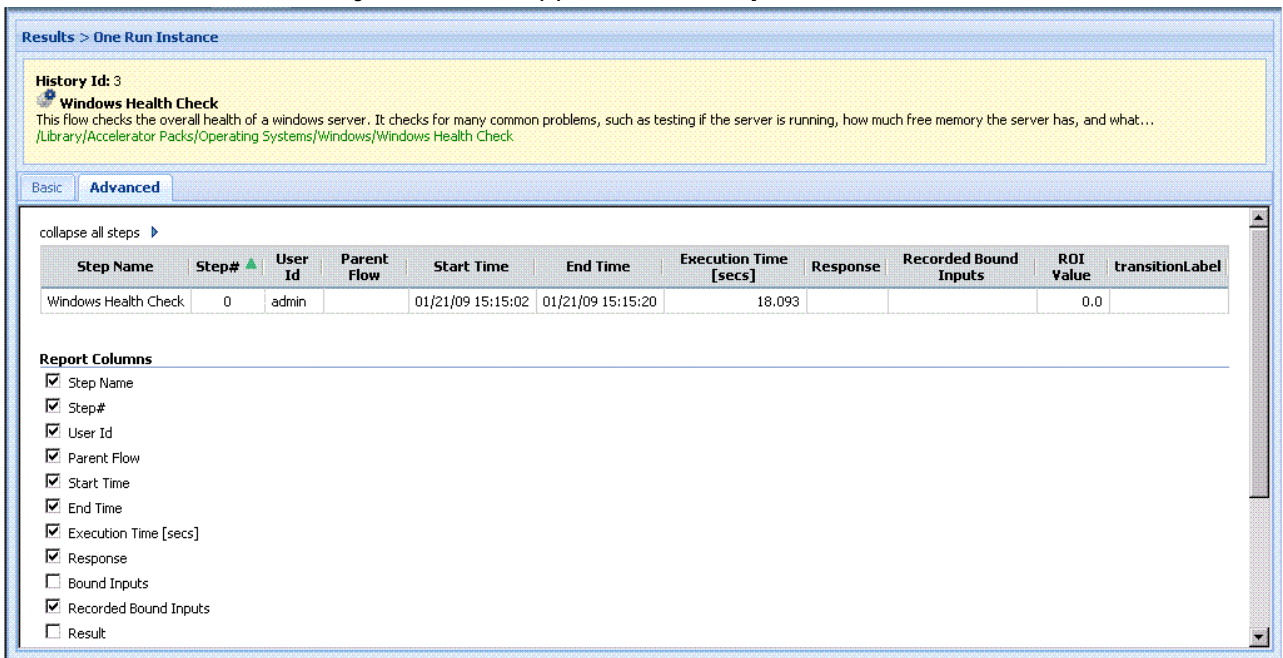 Results > One Run Instance
History Id: 3
Windows Health Check
This flow checks the overall health of a windows server. It checks for many common problems, such as testing if the server is running, how much free memory the server has, and what...
/Library/Accelerator Packs/Operating Systems/Windows/Windows Health Check
Basic Advanced
collapse all steps
Step Name Step# User Id Parent Flow Start Time End Time Execution Time [secs] Response Recorded Bound Inputs ROI Value transitionLabel
Windows Health Check 0 admin 01/21/09 15:15:02 01/21/09 15:15:20 18.093 0.0
Report Columns
Step Name
Step#
User Id
Parent Flow
Start Time
End Time
Execution Time [secs]
Response
Bound Inputs
Recorded Bound Inputs
Result